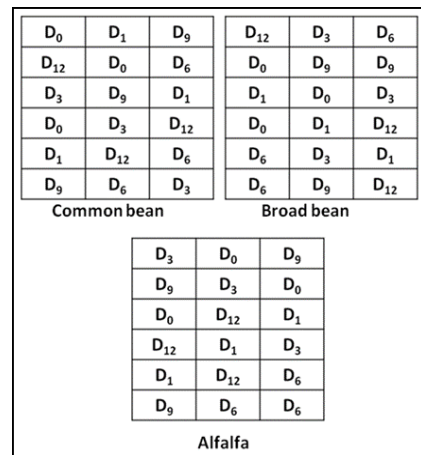 D₀ D₁ D₉
D₁₂ D₀ D₆
D₃ D₉ D₁
D₀ D₃ D₁₂
D₁ D₁₂ D₆
D₉ D₆ D₃
Common bean
D₁₂ D₃ D₆
D₀ D₉ D₉
D₁ D₀ D₃
D₀ D₁ D₁₂
D₆ D₃ D₁
D₆ D₉ D₁₂
Broad bean
D₃ D₀ D₉
D₉ D₃ D₀
D₀ D₁₂ D₁
D₁₂ D₁ D₃
D₁ D₁₂ D₆
D₉ D₆ D₆
Alfalfa